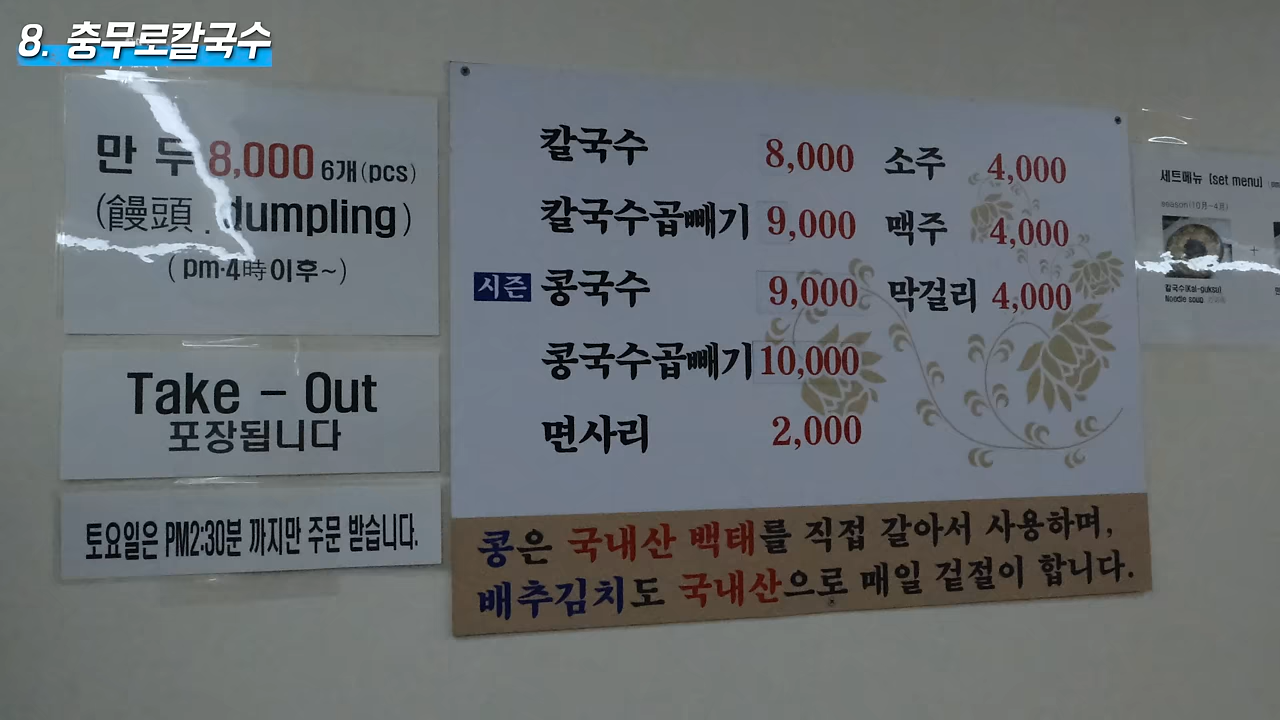 8. 충무로칼국수
만 두 8,000 6개(pcs)
(饅頭. dumpling)
(pm·4時이후~)
Take - Out
포장됩니다
토요일은 PM2:30분 까지만 주문 받습니다.
칼국수 8,000 소주 4,000
칼국수곱빼기 9,000 맥주 4,000
시즌 콩국수 9,000 막걸리 4,000
콩국수곱빼기 10,000
면사리 2,000
콩은 국내산 백태를 직접 갈아서 사용하며,
배추김치도 국내산으로 매일 겉절이 합니다.
세트메뉴 (set menu)
season(10月~4月)
+
칼국수(Kal-guksu)
Noodle soup